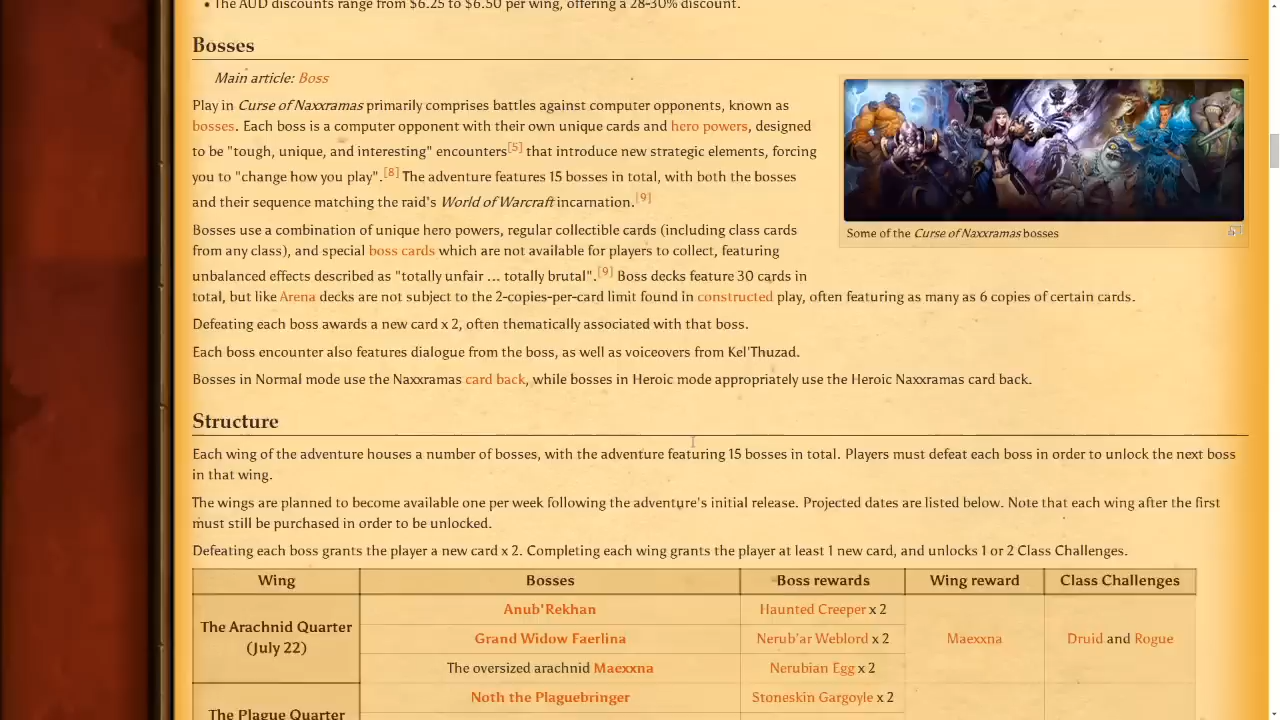 • The AUD discounts range from $6.25 to $6.50 per wing, offering a 28-30% discount.
Bosses
Main article: Boss
Play in Curse of Naxxramas primarily comprises battles against computer opponents, known as
bosses. Each boss is a computer opponent with their own unique cards and hero powers, designed
to be "tough, unique, and interesting" encounters[5] that introduce new strategic elements, forcing
you to "change how you play".[8] The adventure features 15 bosses in total, with both the bosses
and their sequence matching the raid's World of Warcraft incarnation.[9]
Some of the Curse of Naxxramas bosses
Bosses use a combination of unique hero powers, regular collectible cards (including class cards
from any class), and special boss cards which are not available for players to collect, featuring
unbalanced effects described as "totally unfair ... totally brutal".[9] Boss decks feature 30 cards in
total, but like Arena decks are not subject to the 2-copies-per-card limit found in constructed play, often featuring as many as 6 copies of certain cards.
Defeating each boss awards a new card x 2, often thematically associated with that boss.
Each boss encounter also features dialogue from the boss, as well as voiceovers from Kel'Thuzad.
Bosses in Normal mode use the Naxxramas card back, while bosses in Heroic mode appropriately use the Heroic Naxxramas card back.
Structure
Each wing of the adventure houses a number of bosses, with the adventure featuring 15 bosses in total. Players must defeat each boss in order to unlock the next boss
in that wing.
The wings are planned to become available one per week following the adventure's initial release. Projected dates are listed below. Note that each wing after the first
must still be purchased in order to be unlocked.
Defeating each boss grants the player a new card x 2. Completing each wing grants the player at least 1 new card, and unlocks 1 or 2 Class Challenges.
Wing Bosses Boss rewards Wing reward Class Challenges
The Arachnid Quarter
(July 22)
Anub'Rekhan Haunted Creeper x 2
Grand Widow Faerlina Nerub'ar Weblord x 2 Maexxna Druid and Rogue
The oversized arachnid Maexxna Nerubian Egg x 2
Noth the Plaguebringer Stoneskin Gargoyle x 2
The Plague Quarter